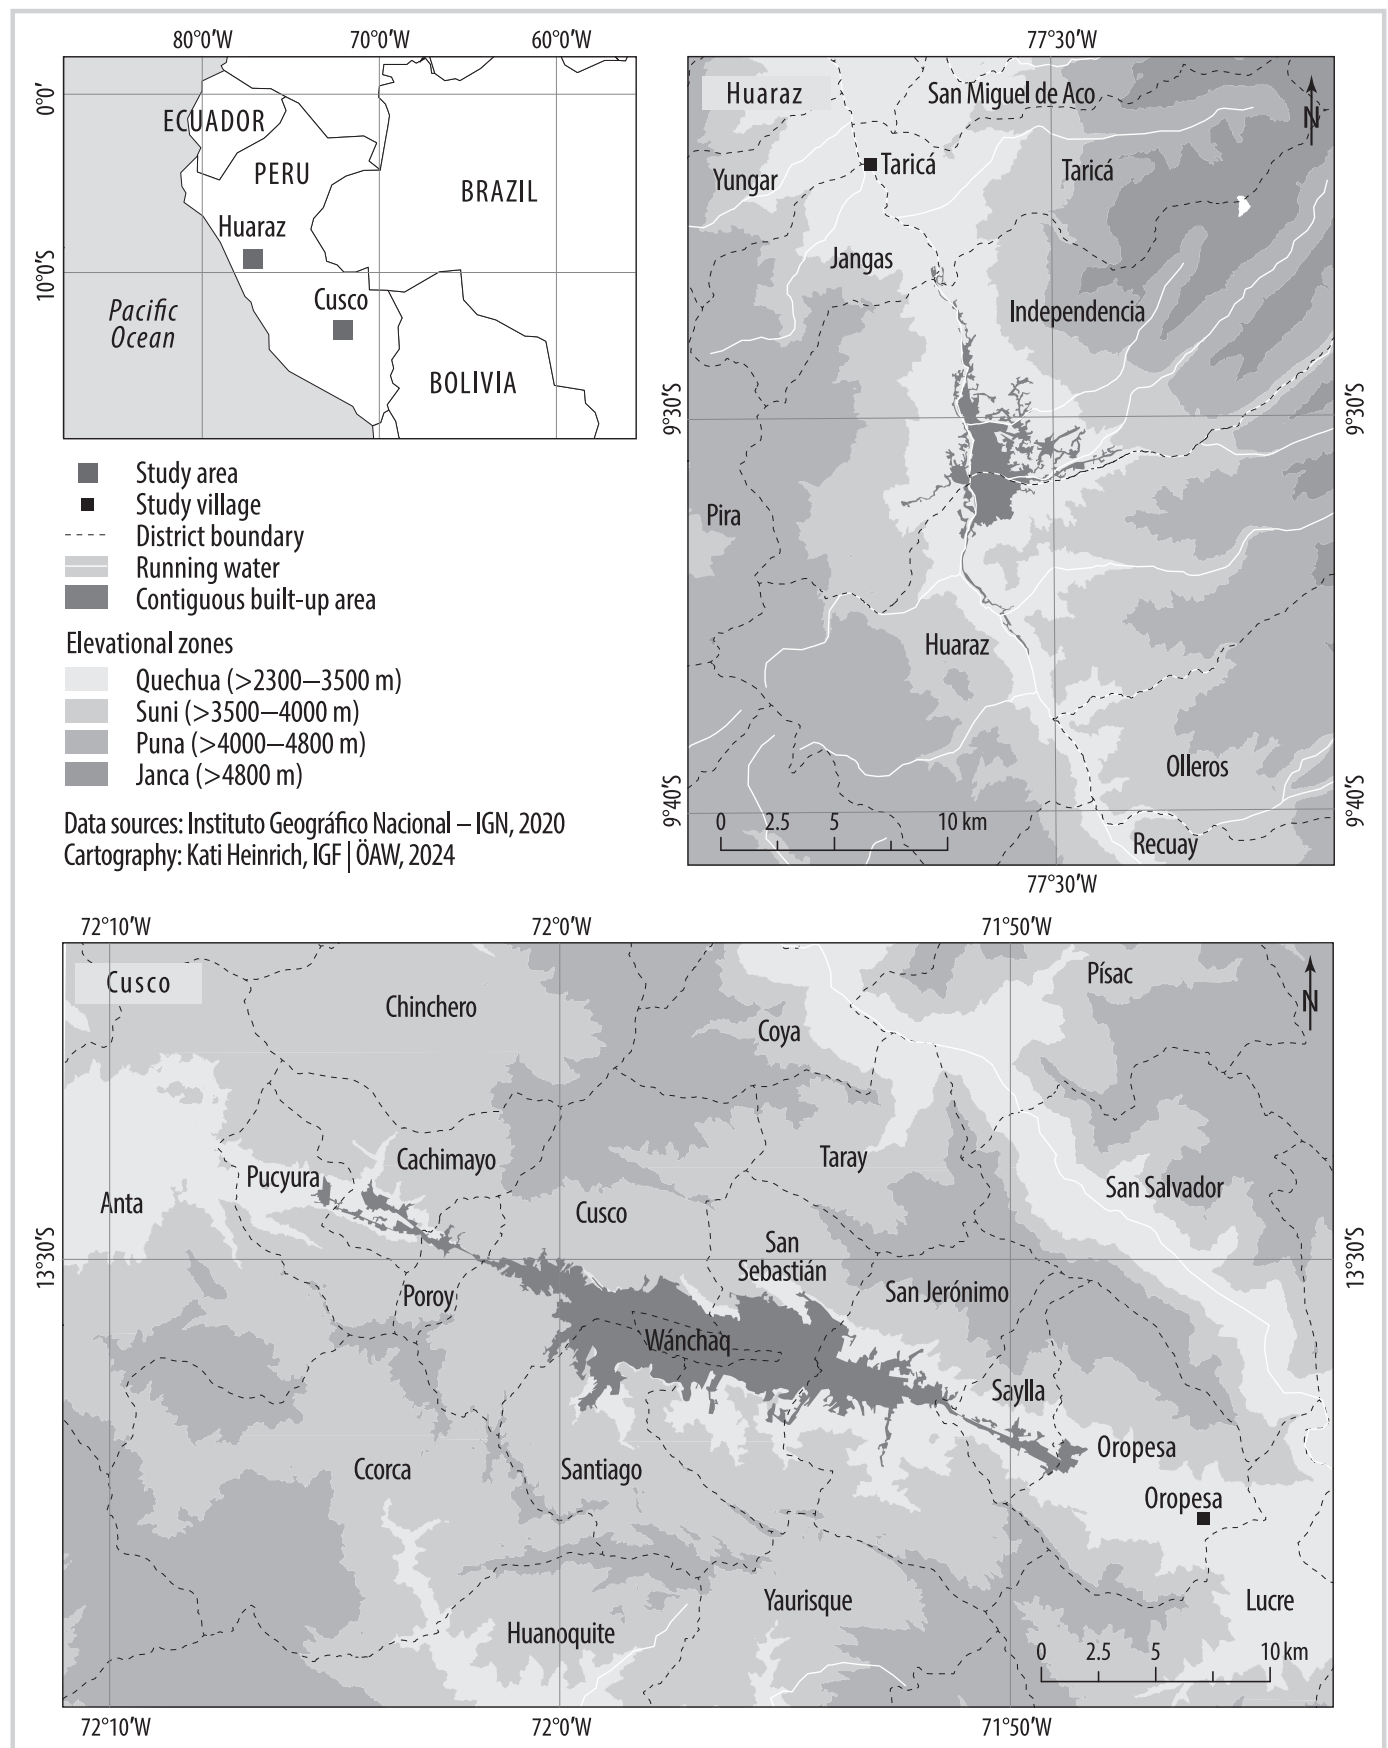 80°0'W 70°0'W 60°0'W
0°0'
10°0'S
ECUADOR
PERU
BRAZIL
Huaraz
Cusco
Pacific
Ocean
BOLIVIA
Study area
Study village
District boundary
Running water
Contiguous built-up area
Elevational zones
Quechua (>2300–3500 m)
Suni (>3500–4000 m)
Puna (>4000–4800 m)
Janca (>4800 m)
Data sources: Instituto Geográfico Nacional – IGN, 2020
Cartography: Kati Heinrich, IGF | ÖAW, 2024
77°30'W
Huaraz
San Miguel de Aco
N
Taricá
Taricá
Yungar
Jangas
Independencia
9°30'S
9°30'S
Pira
Huaraz
Olleros
9°40'S
9°40'S
0 2.5 5 10 km
Recuay
77°30'W
72°10'W 72°0'W 71°50'W
Cusco
Písac
N
Chinchero
Coya
Cachimayo
Taray
Pucyura
San Salvador
Anta
Cusco
San
Sebastián
13°30'S
13°30'S
San Jerónimo
Poroy
Wánchaq
Saylla
Oropesa
Ccorca
Santiago
Oropesa
Yaurisque
Lucre
Huanoquite
0 2.5 5 10 km
72°10'W 72°0'W 71°50'W